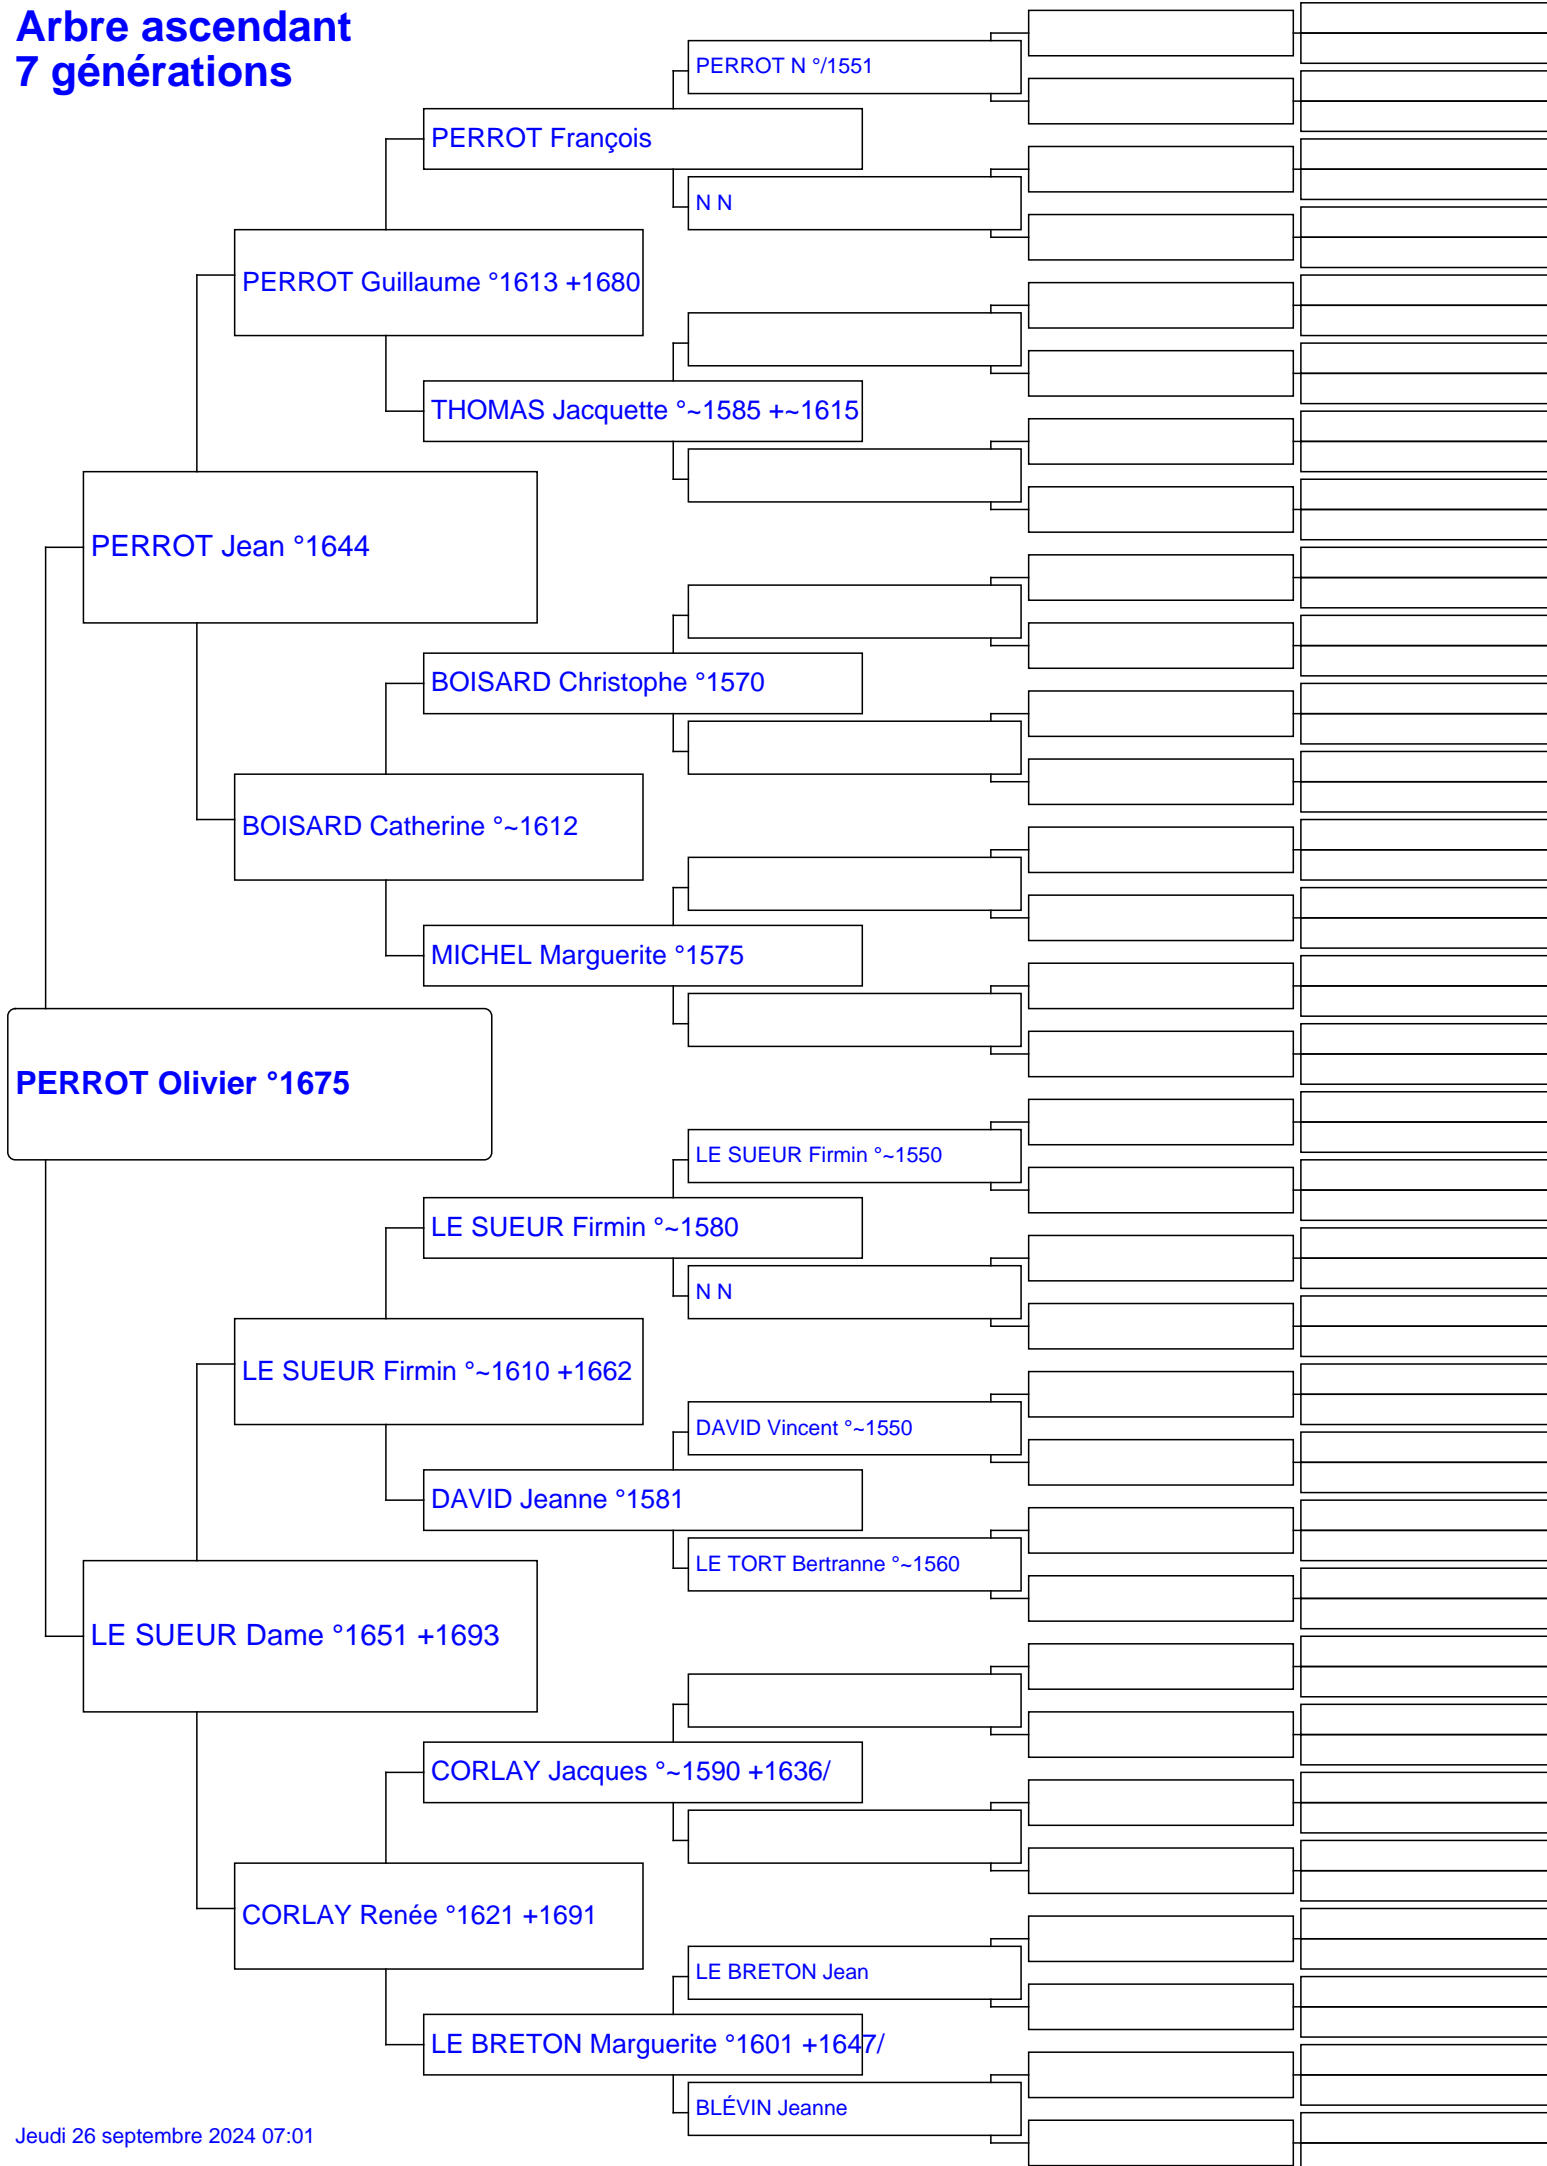 Arbre ascendant
7 générations
PERROT N °/1551
PERROT François
N N
PERROT Guillaume °1613 +1680
THOMAS Jacquette °~1585 +~1615
PERROT Jean °1644
BOISARD Christophe °1570
BOISARD Catherine °~1612
MICHEL Marguerite °1575
PERROT Olivier °1675
LE SUEUR Firmin °~1550
LE SUEUR Firmin °~1580
N N
LE SUEUR Firmin °~1610 +1662
DAVID Vincent °~1550
DAVID Jeanne °1581
LE TORT Bertranne °~1560
LE SUEUR Dame °1651 +1693
CORLAY Jacques °~1590 +1636/
CORLAY Renée °1621 +1691
LE BRETON Jean
LE BRETON Marguerite °1601 +1647/
BLÉVIN Jeanne
Jeudi 26 septembre 2024 07:01